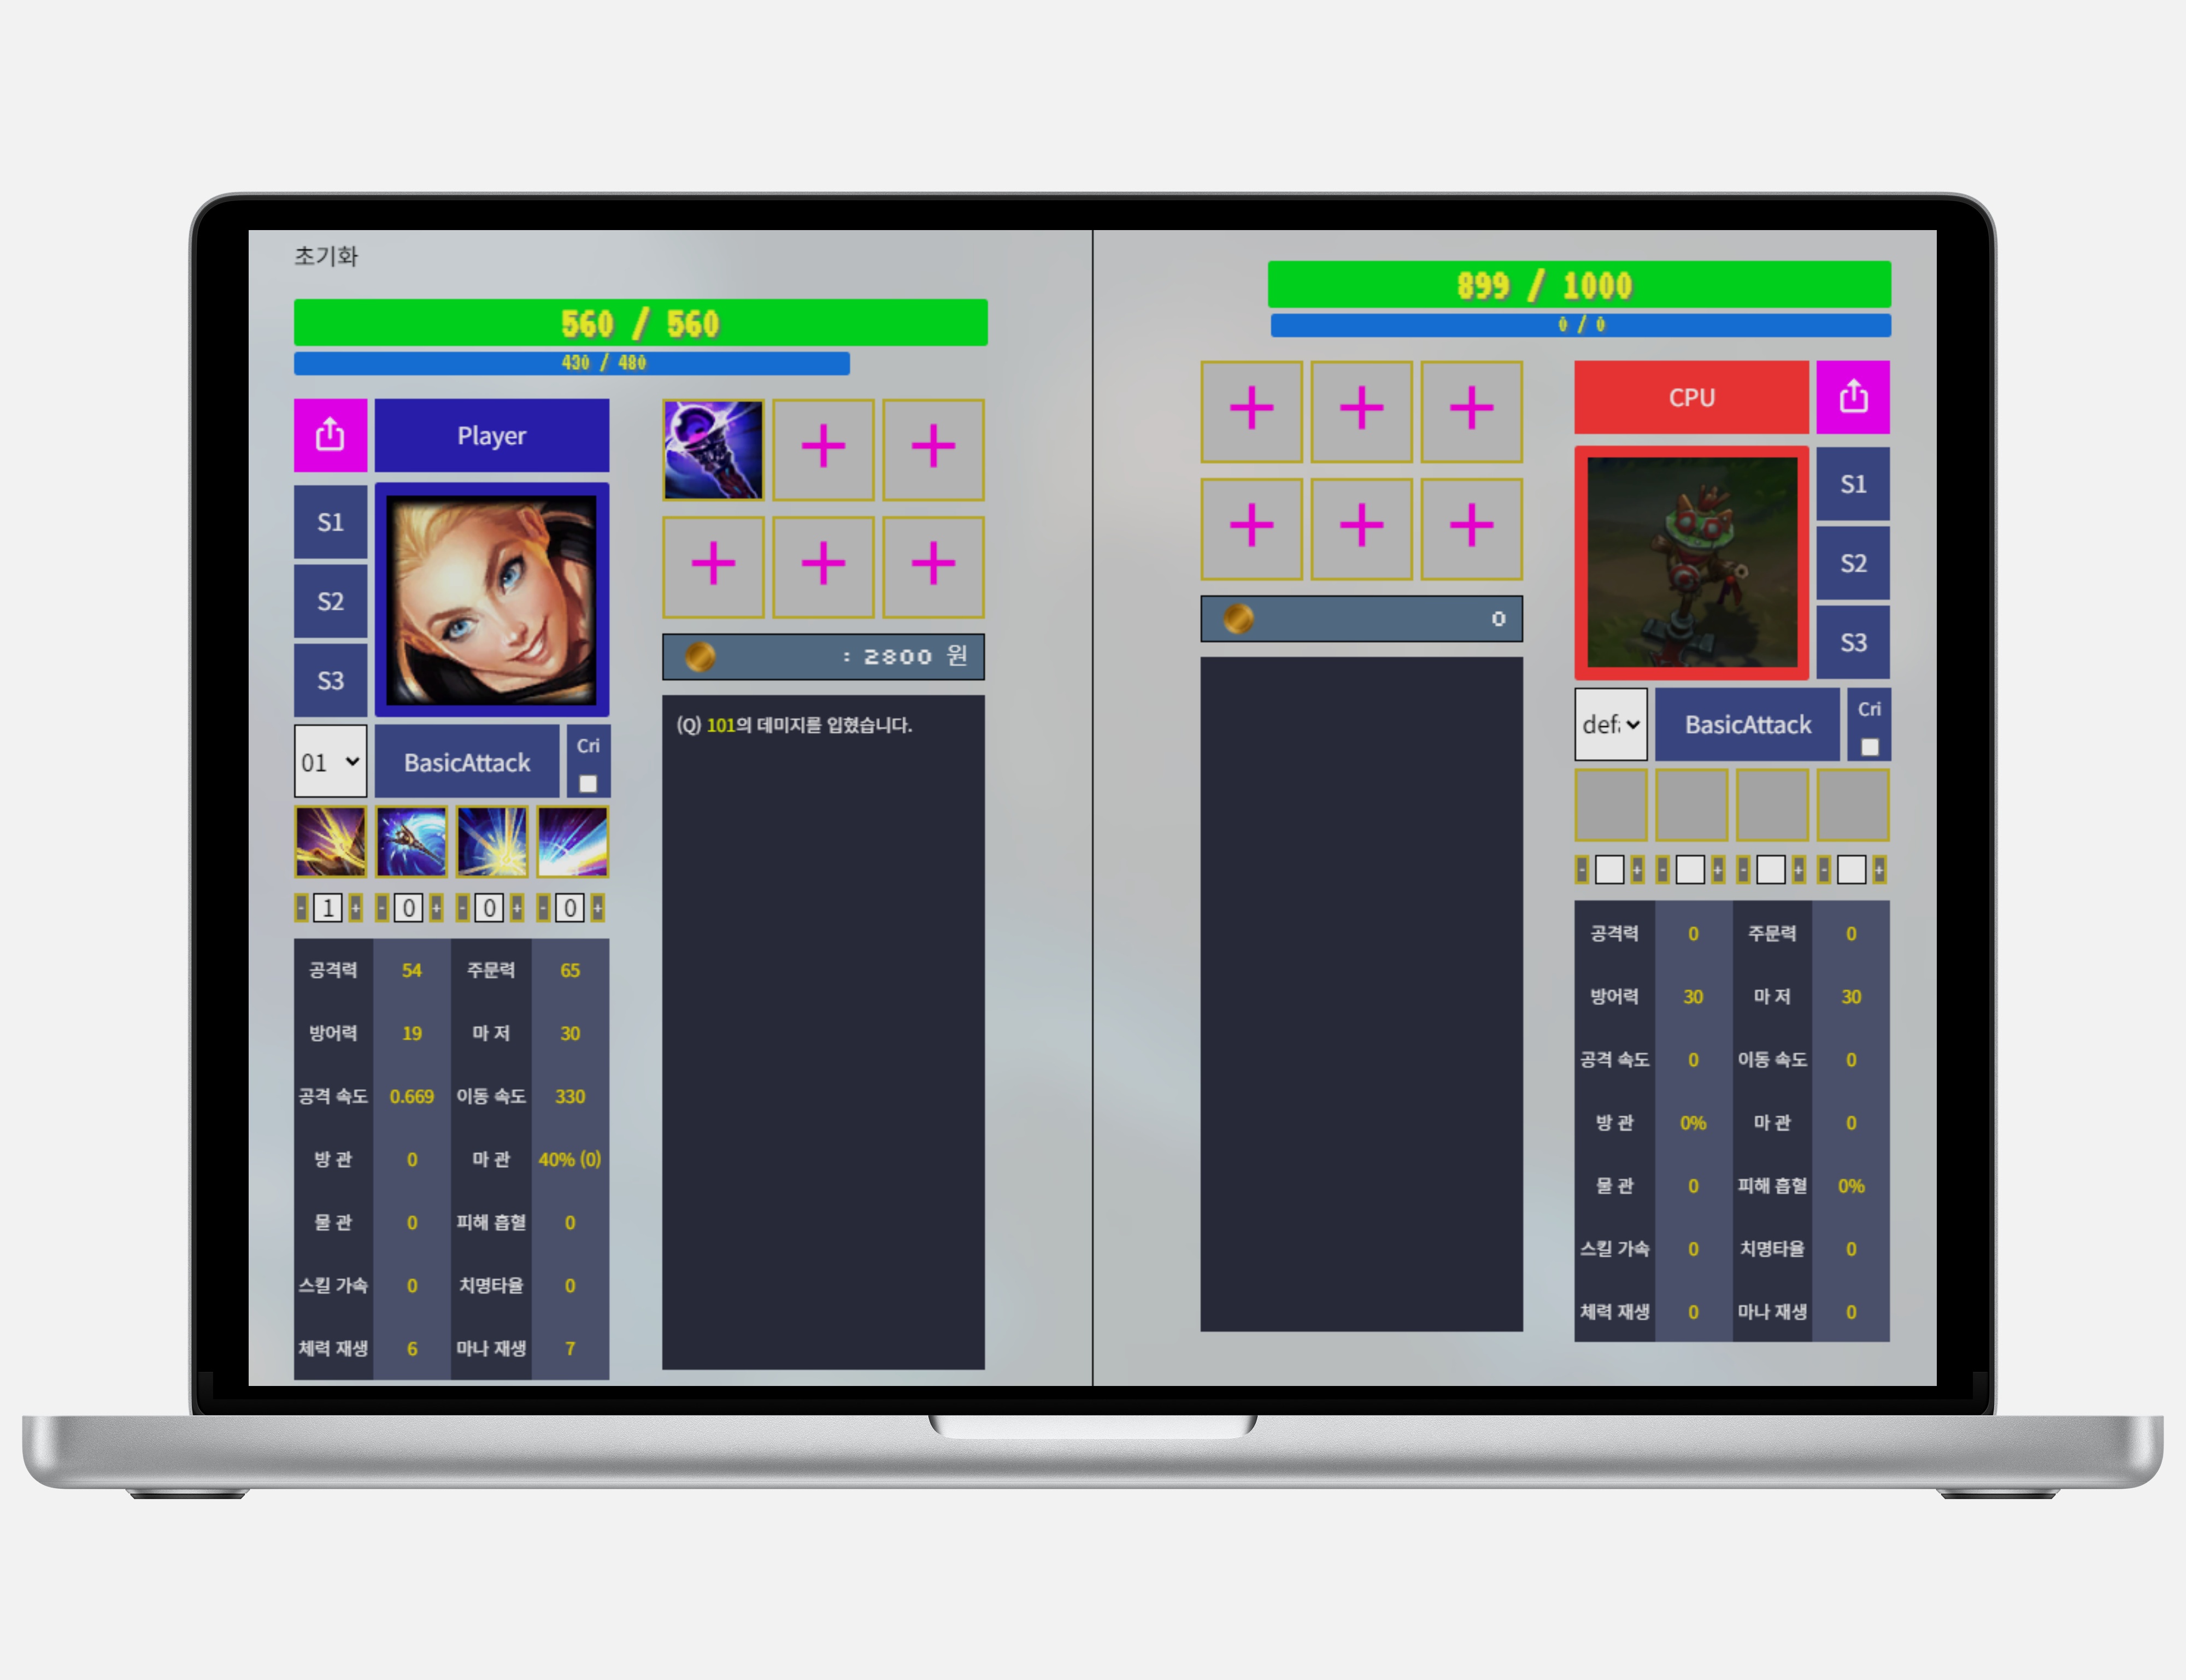 초기화
560 / 560
430 / 480
Player
S1
S2
S3
01
BasicAttack
Cri
- 1 + - 0 + - 0 + - 0 +
공격력 54 주문력 65
방어력 19 마 저 30
공격 속도 0.669 이동 속도 330
방 관 0 마 관 40% (0)
물 관 0 피해 흡혈 0
스킬 가속 0 치명타율 0
체력 재생 6 마나 재생 7
: 2800 원
(Q) 101의 데미지를 입혔습니다.
899 / 1000
0 / 0
0
CPU
S1
S2
S3
BasicAttack
Cri
- + - + - + - +
공격력 0 주문력 0
방어력 30 마 저 30
공격 속도 0 이동 속도 0
방 관 0% 마 관 0
물 관 0 피해 흡혈 0%
스킬 가속 0 치명타율 0
체력 재생 0 마나 재생 0